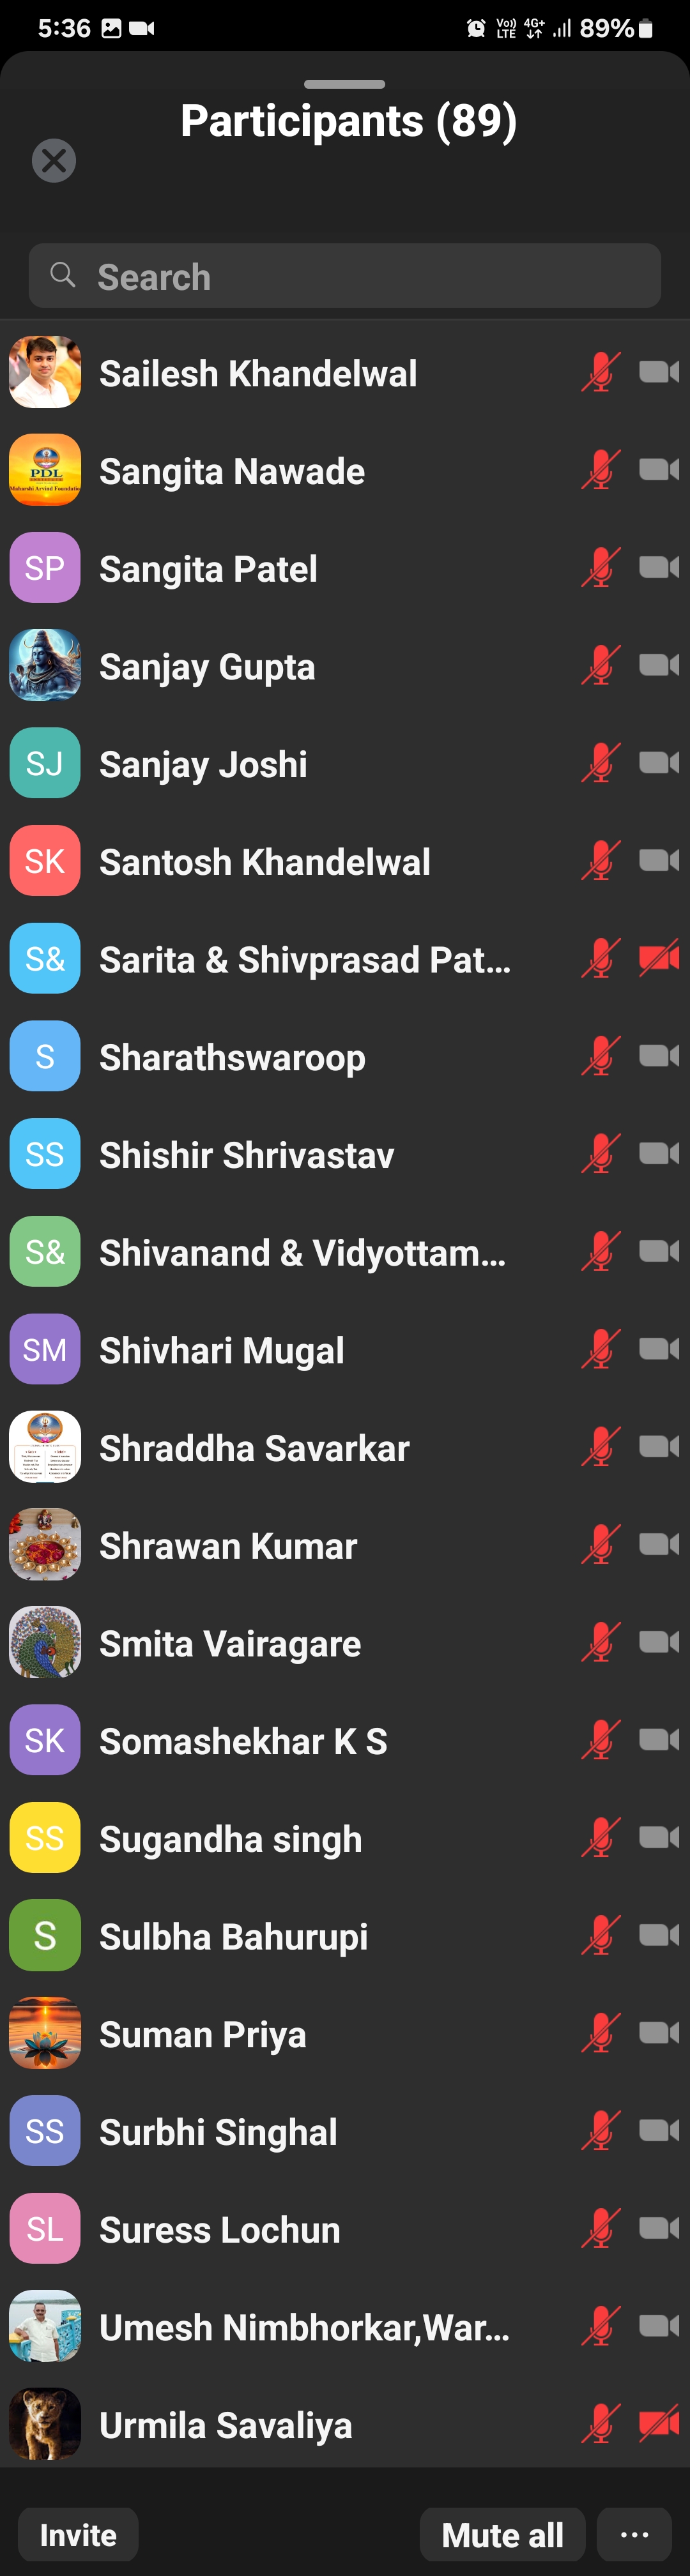 5:36 Vo)) LTE 4G+ 89%
Participants (89)
Search
Sailesh Khandelwal
PDL
Maharshi Arvind Foundatio
Sangita Nawade
SP Sangita Patel
Sanjay Gupta
SJ Sanjay Joshi
SK Santosh Khandelwal
S& Sarita & Shivprasad Pat...
S Sharathswaroop
SS Shishir Shrivastav
S& Shivanand & Vidyottam...
SM Shivhari Mugal
Shraddha Savarkar
Shrawan Kumar
Smita Vairagare
SK Somashekhar K S
SS Sugandha singh
S Sulbha Bahurupi
Suman Priya
SS Surbhi Singhal
SL Suress Lochun
Umesh Nimbhorkar,War...
Urmila Savaliya
Invite Mute all ...